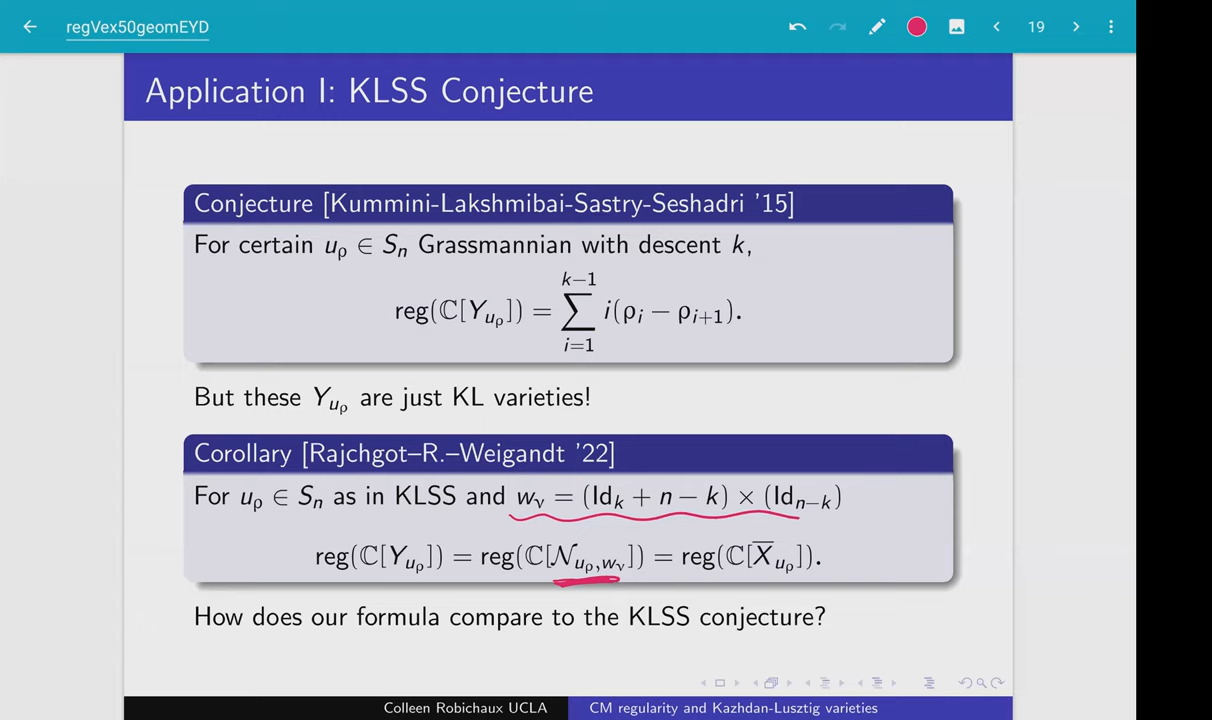 regVex50geomEYD
19
Application I: KLSS Conjecture
Conjecture [Kummini-Lakshmibai-Sastry-Seshadri '15]
For certain u_ρ ∈ S_n Grassmannian with descent k,
reg(ℂ[Y_{u_ρ}]) = ∑_{i=1}^{k−1} i(ρ_i − ρ_{i+1}).
But these Y_{u_ρ} are just KL varieties!
Corollary [Rajchgot–R.–Weigandt '22]
For u_ρ ∈ S_n as in KLSS and w_ν = (Id_k + n − k) × (Id_{n−k})
reg(ℂ[Y_{u_ρ}]) = reg(ℂ[𝒩_{u_ρ,w_ν}]) = reg(ℂ[X̅_{u_ρ}]).
How does our formula compare to the KLSS conjecture?
Colleen Robichaux UCLA
CM regularity and Kazhdan-Lusztig varieties